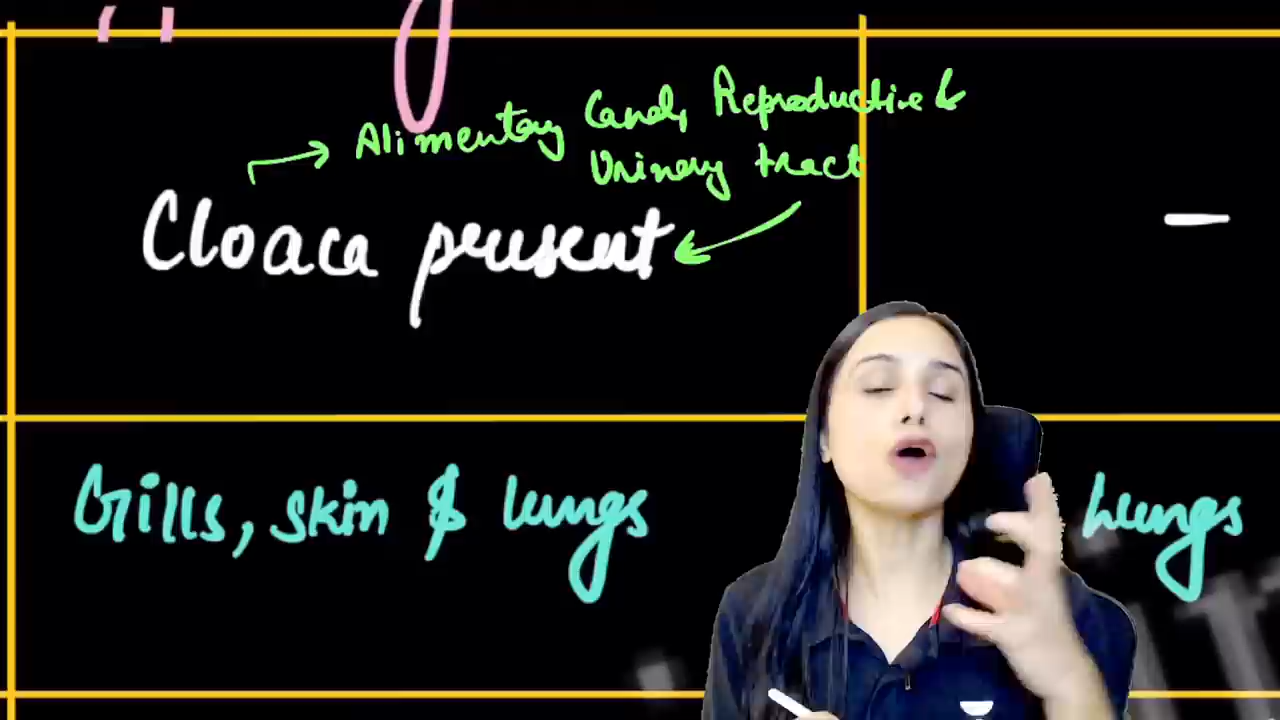 Alimentary Canal, Reproductive &
Urinary tract
Cloaca present
-
Gills, skin & lungs
Lungs